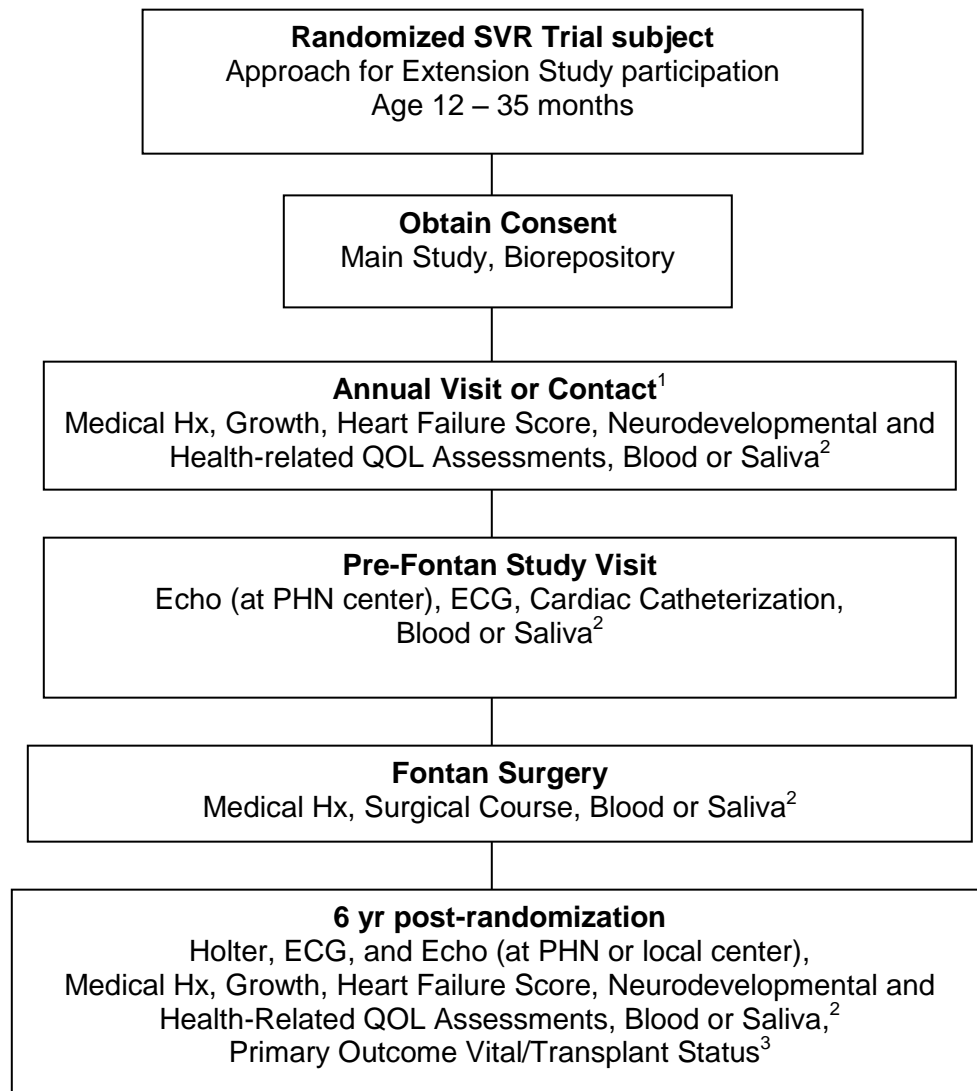 Randomized SVR Trial subject
Approach for Extension Study participation
Age 12 – 35 months
Obtain Consent
Main Study, Biorepository
Annual Visit or Contact¹
Medical Hx, Growth, Heart Failure Score, Neurodevelopmental and
Health-related QOL Assessments, Blood or Saliva²
Pre-Fontan Study Visit
Echo (at PHN center), ECG, Cardiac Catheterization,
Blood or Saliva²
Fontan Surgery
Medical Hx, Surgical Course, Blood or Saliva²
6 yr post-randomization
Holter, ECG, and Echo (at PHN or local center),
Medical Hx, Growth, Heart Failure Score, Neurodevelopmental and
Health-Related QOL Assessments, Blood or Saliva,²
Primary Outcome Vital/Transplant Status³